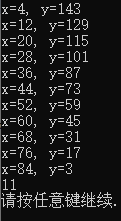 x=4, y=143
x=12, y=129
x=20, y=115
x=28, y=101
x=36, y=87
x=44, y=73
x=52, y=59
x=60, y=45
x=68, y=31
x=76, y=17
x=84, y=3
11
请按任意键继续.